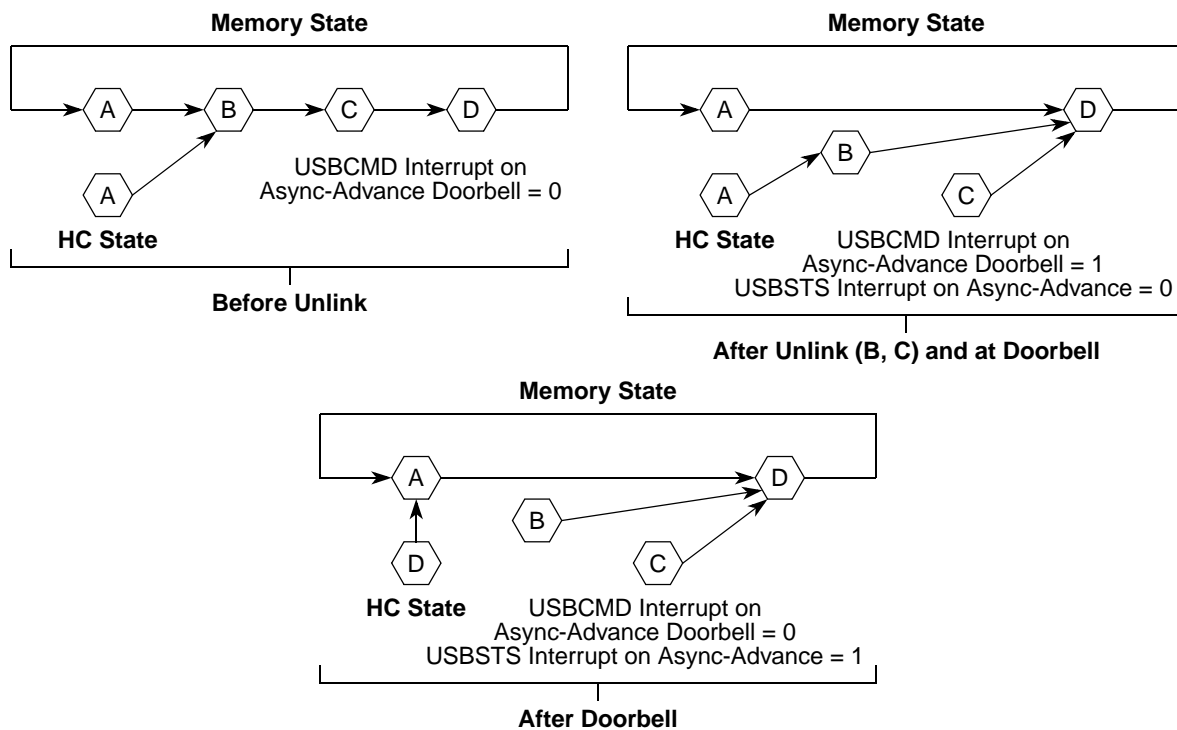 Memory State
A
B
C
D
A
USBCMD Interrupt on
Async-Advance Doorbell = 0
HC State
Before Unlink
Memory State
A
D
B
A
C
HC State
USBCMD Interrupt on
Async-Advance Doorbell = 1
USBSTS Interrupt on Async-Advance = 0
After Unlink (B, C) and at Doorbell
Memory State
A
D
B
D
C
HC State
USBCMD Interrupt on
Async-Advance Doorbell = 0
USBSTS Interrupt on Async-Advance = 1
After Doorbell